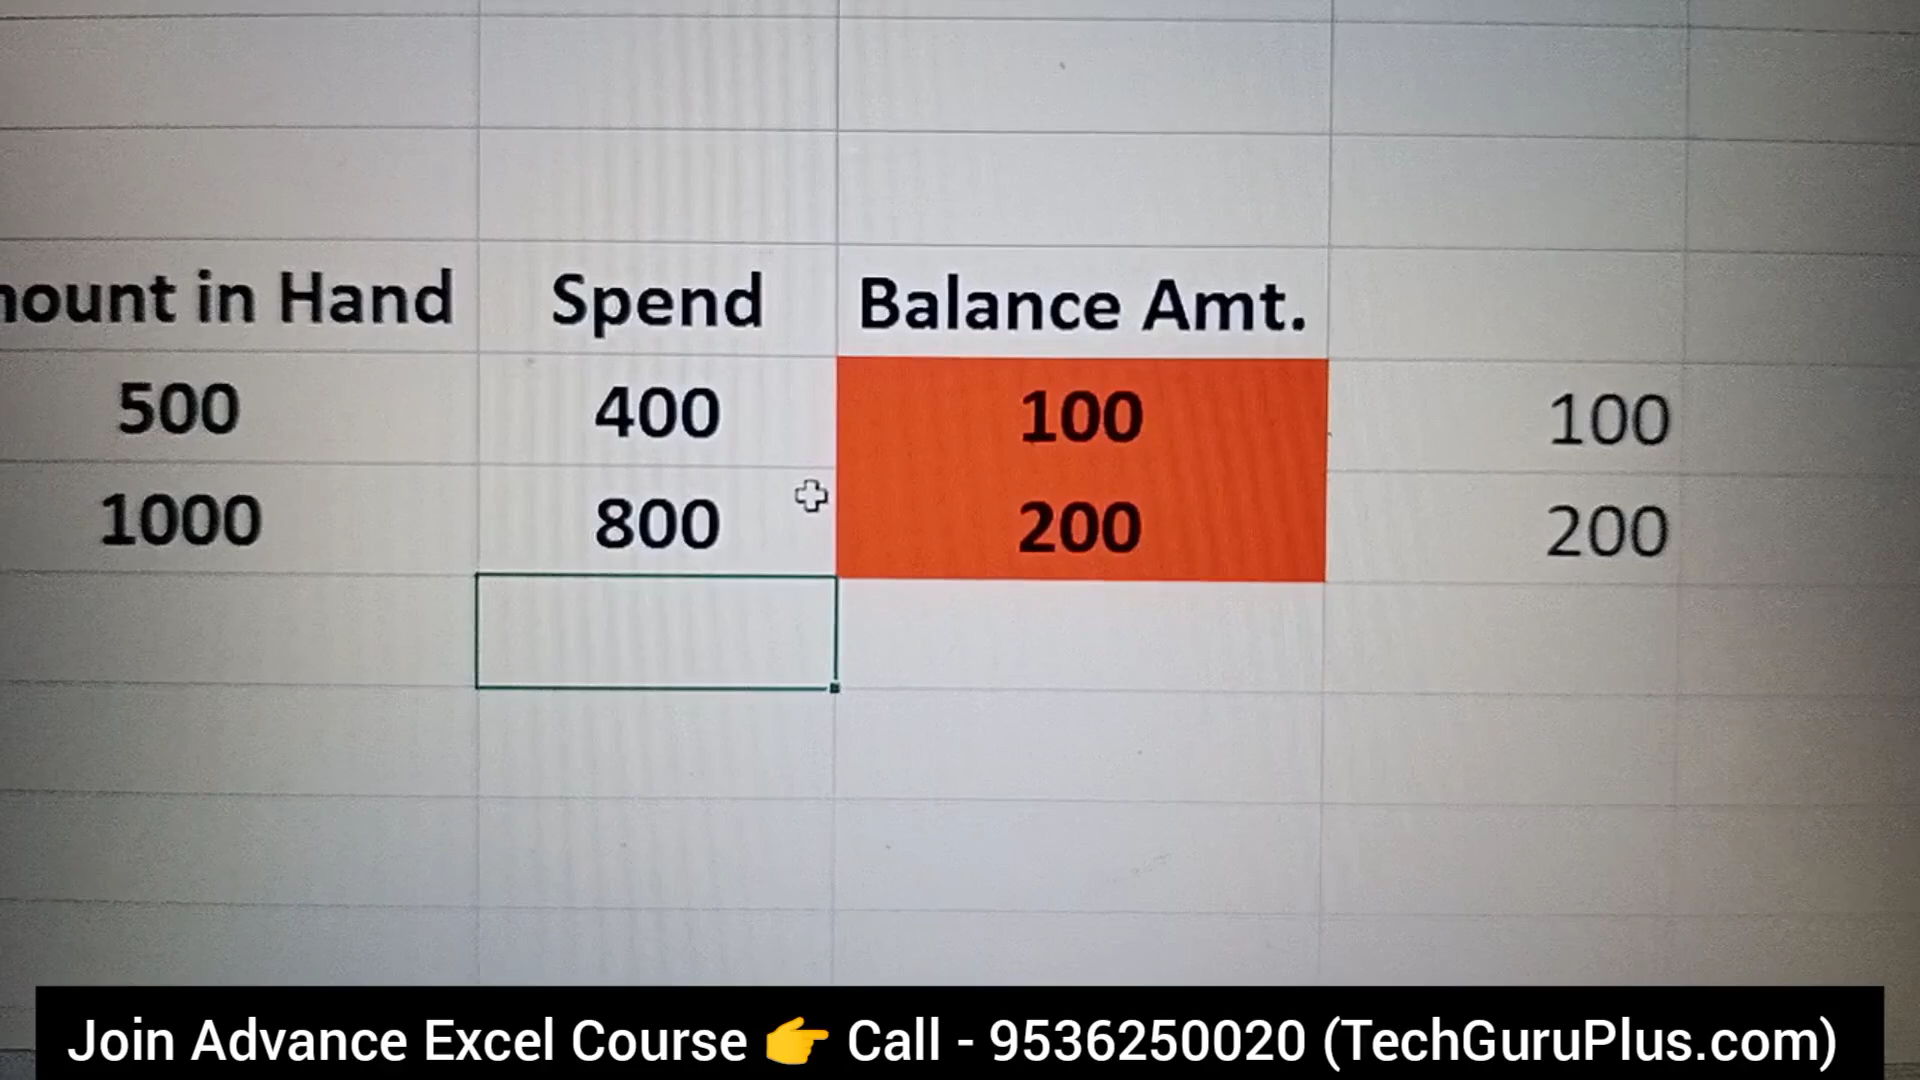 mount in Hand Spend Balance Amt.
500 400 100 100
1000 800 200 200
Join Advance Excel Course 👉 Call - 9536250020 (TechGuruPlus.com)